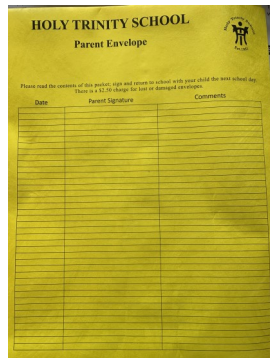 HOLY TRINITY SCHOOL
Parent Envelope
Please read the contents of this packet, sign and return to school with your child the next school day.
There is a $2.50 charge for lost or damaged envelopes.
Date Parent Signature Comments